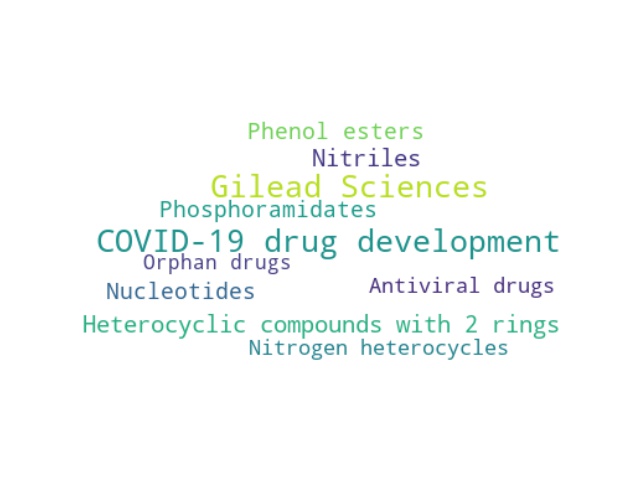 Phenol esters
Nitriles
Gilead Sciences
Phosphoramidates
COVID-19 drug development
Orphan drugs
Antiviral drugs
Nucleotides
Heterocyclic compounds with 2 rings
Nitrogen heterocycles